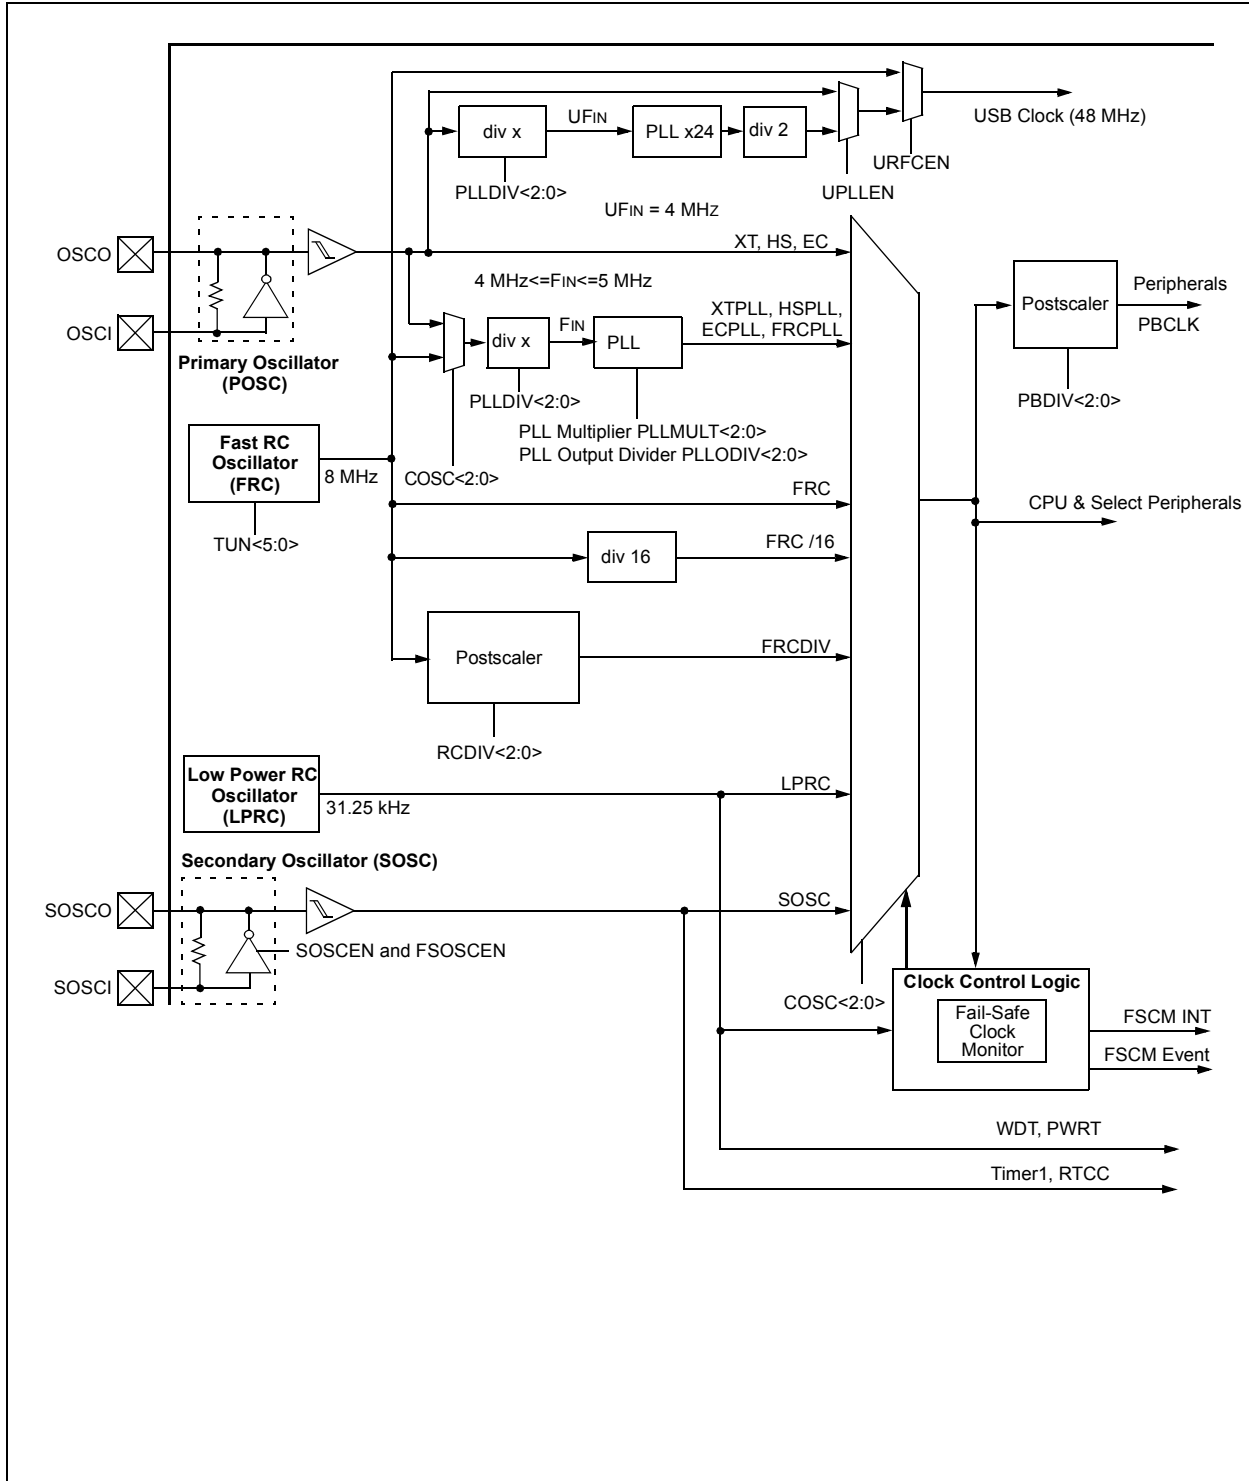 USB Clock (48 MHz)
div x
UFIN
PLL x24
div 2
URFCEN
PLLDIV<2:0>
UPLLEN
UFIN = 4 MHz
OSCO
XT, HS, EC
4 MHz<=FIN<=5 MHz
Postscaler
Peripherals
PBCLK
XTPLL, HSPLL,
ECPLL, FRCPLL
OSCI
div x
FIN
PLL
Primary Oscillator
(POSC)
PLLDIV<2:0>
PBDIV<2:0>
PLL Multiplier PLLMULT<2:0>
PLL Output Divider PLLODIV<2:0>
Fast RC
Oscillator
(FRC)
8 MHz
COSC<2:0>
FRC
CPU & Select Peripherals
TUN<5:0>
div 16
FRC /16
Postscaler
FRCDIV
RCDIV<2:0>
Low Power RC
Oscillator
(LPRC)
31.25 kHz
LPRC
Secondary Oscillator (SOSC)
SOSCO
SOSC
SOSCEN and FSOSCEN
SOSCI
COSC<2:0>
Clock Control Logic
Fail-Safe
Clock
Monitor
FSCM INT
FSCM Event
WDT, PWRT
Timer1, RTCC